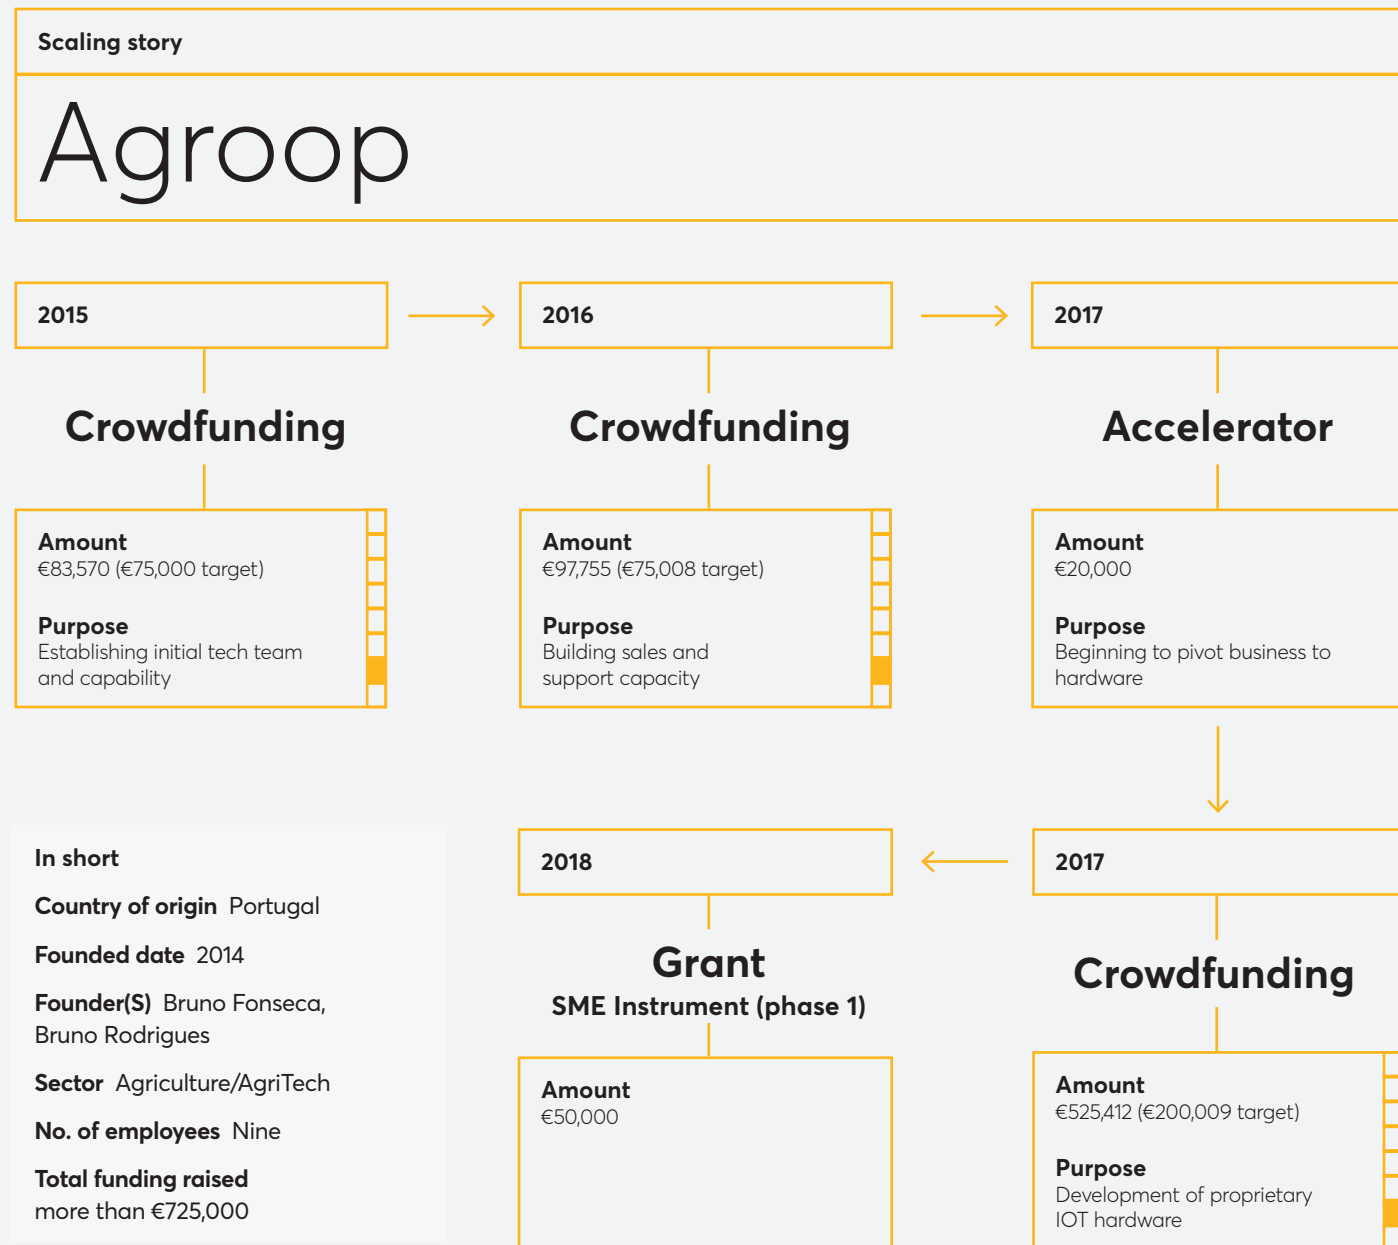 Scaling story
Agroop
2015
Crowdfunding
Amount
€83,570 (€75,000 target)
Purpose
Establishing initial tech team
and capability
2016
Crowdfunding
Amount
€97,755 (€75,008 target)
Purpose
Building sales and
support capacity
2017
Accelerator
Amount
€20,000
Purpose
Beginning to pivot business to
hardware
2017
Crowdfunding
Amount
€525,412 (€200,009 target)
Purpose
Development of proprietary
IOT hardware
2018
Grant
SME Instrument (phase 1)
Amount
€50,000
In short
Country of origin Portugal
Founded date 2014
Founder(S) Bruno Fonseca,
Bruno Rodrigues
Sector Agriculture/AgriTech
No. of employees Nine
Total funding raised
more than €725,000